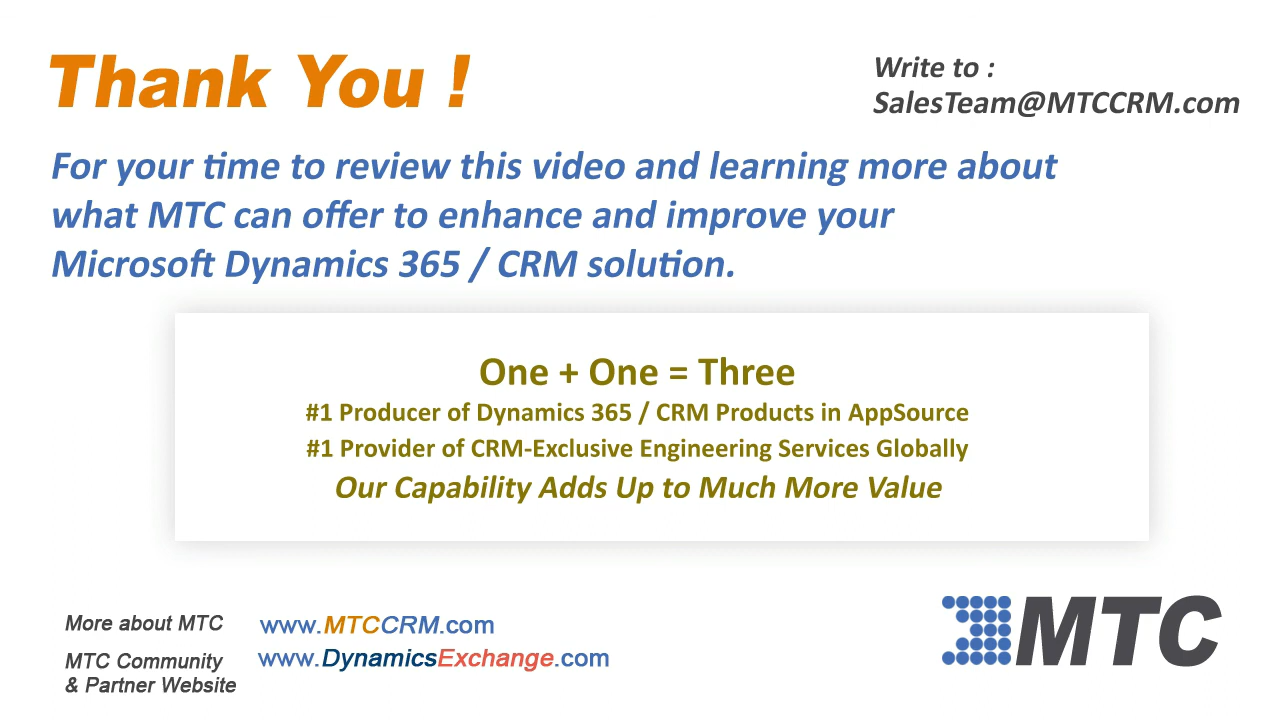 Thank You !
Write to :
SalesTeam@MTCCRM.com
For your time to review this video and learning more about
what MTC can offer to enhance and improve your
Microsoft Dynamics 365 / CRM solution.
One + One = Three
#1 Producer of Dynamics 365 / CRM Products in AppSource
#1 Provider of CRM-Exclusive Engineering Services Globally
Our Capability Adds Up to Much More Value
More about MTC www.MTCCRM.com
MTC Community www.DynamicsExchange.com
& Partner Website
MTC